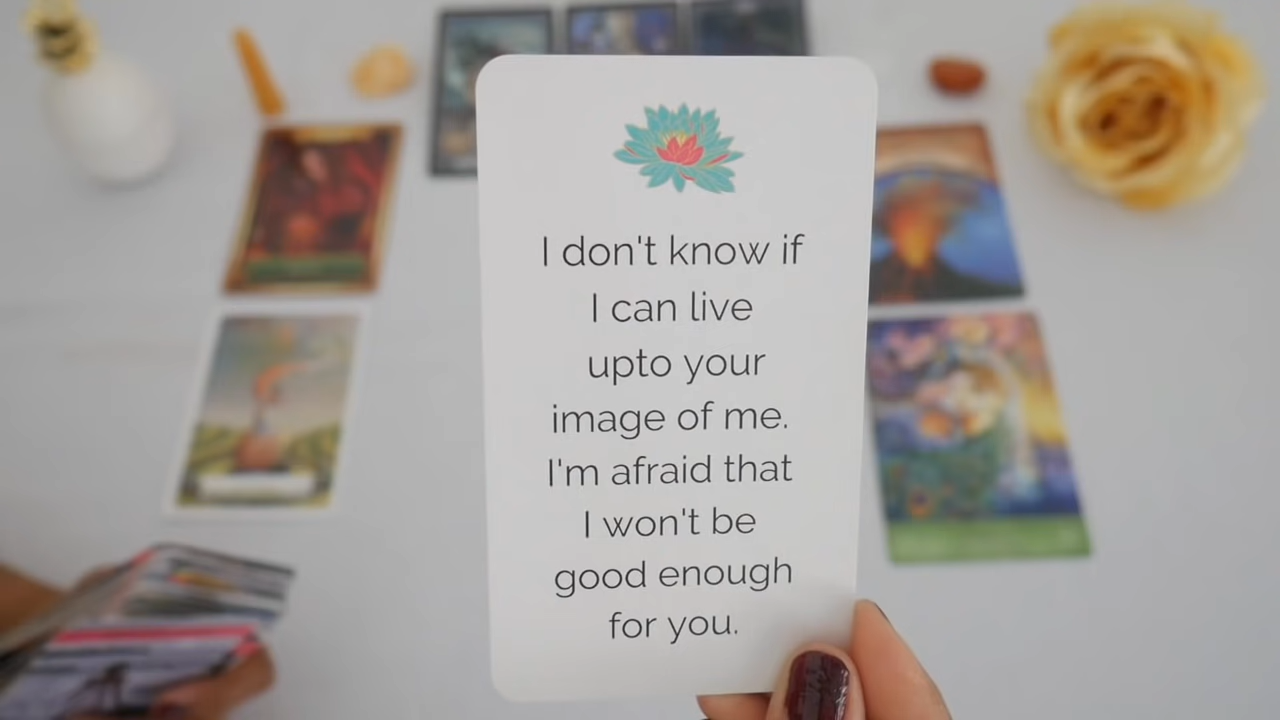 I don't know if
I can live
upto your
image of me.
I'm afraid that
I won't be
good enough
for you.